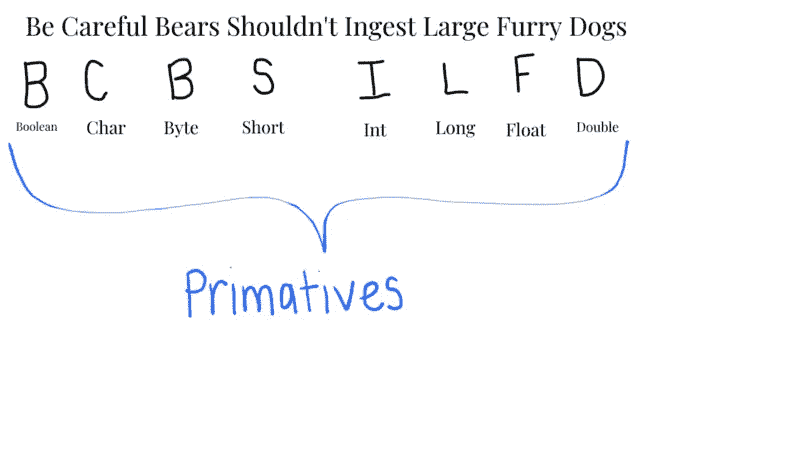 Be Careful Bears Shouldn't Ingest Large Furry Dogs
B C B S I L F D
Boolean Char Byte Short Int Long Float Double
Primatives